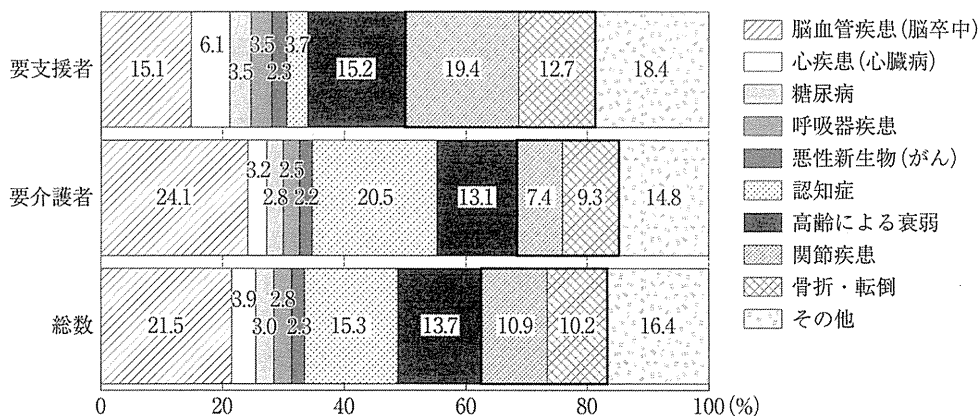 要支援者
15.1
6.1
3.5
3.5
2.3
3.7
15.2
19.4
12.7
18.4
要介護者
24.1
3.2
2.8
2.5
2.2
20.5
13.1
7.4
9.3
14.8
総数
21.5
3.9
3.0
2.8
2.3
15.3
13.7
10.9
10.2
16.4
0 20 40 60 80 100 (%)
脳血管疾患(脳卒中)
心疾患(心臓病)
糖尿病
呼吸器疾患
悪性新生物(がん)
認知症
高齢による衰弱
関節疾患
骨折・転倒
その他